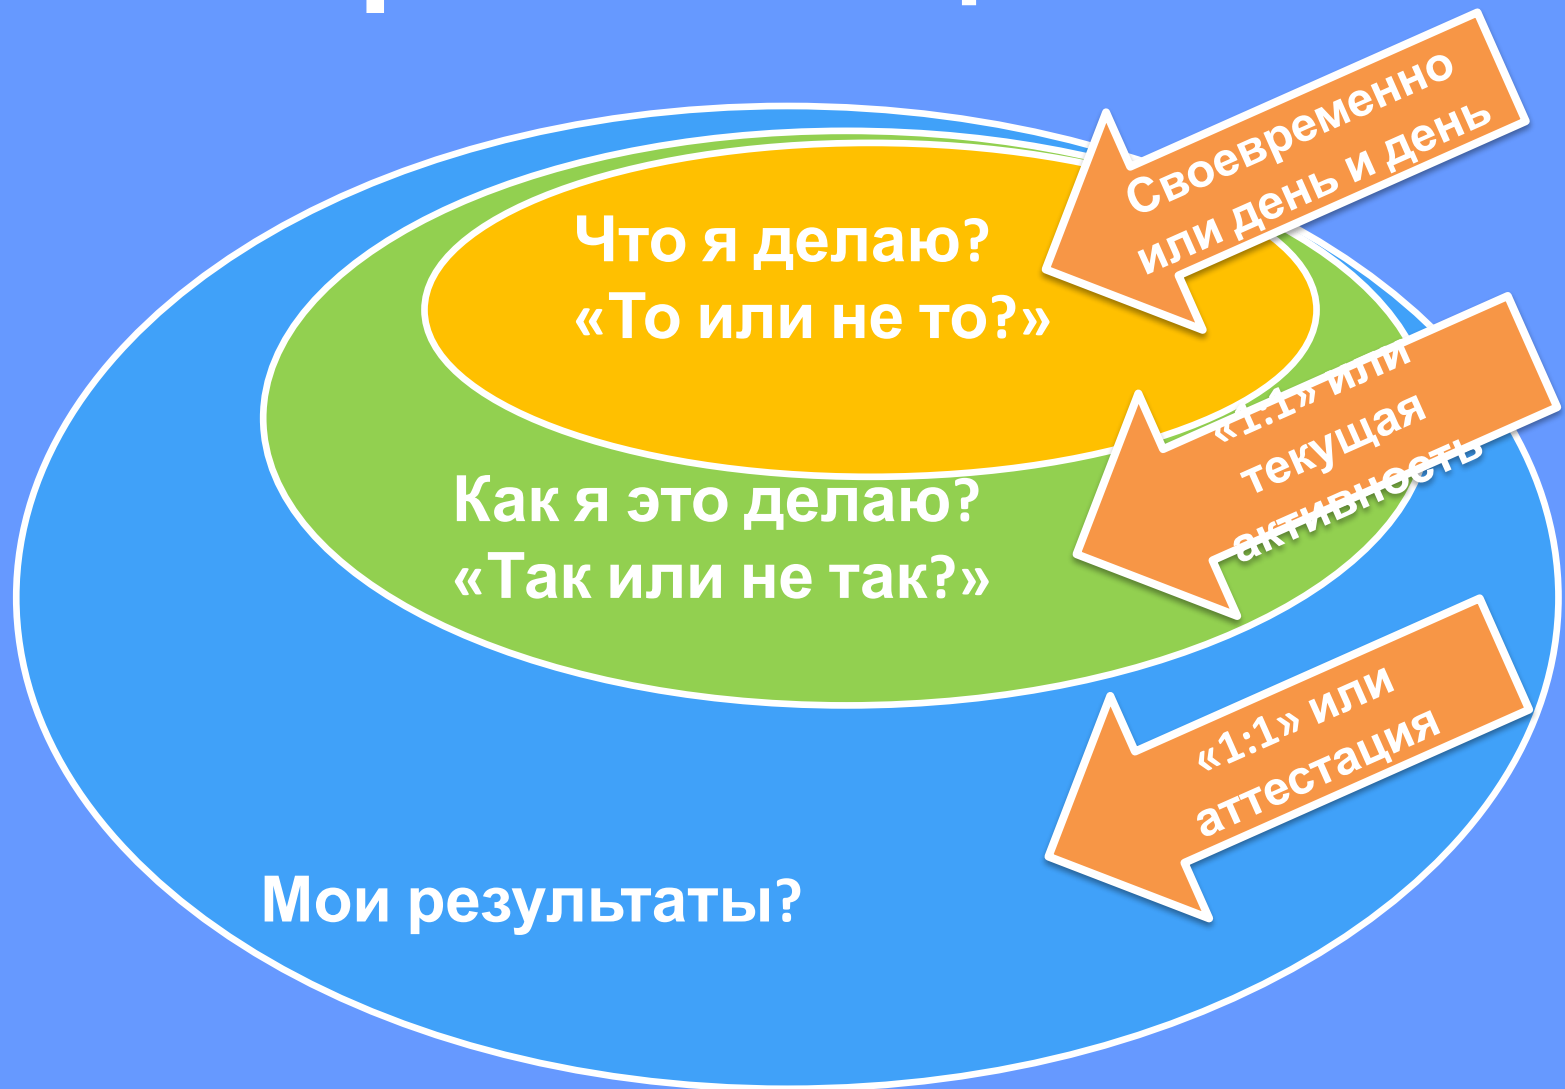 Что я делаю?
«То или не то?»
Своевременно
или день и день
Как я это делаю?
«Так или не так?»
«1:1» или
текущая
активность
Мои результаты?
«1:1» или
аттестация